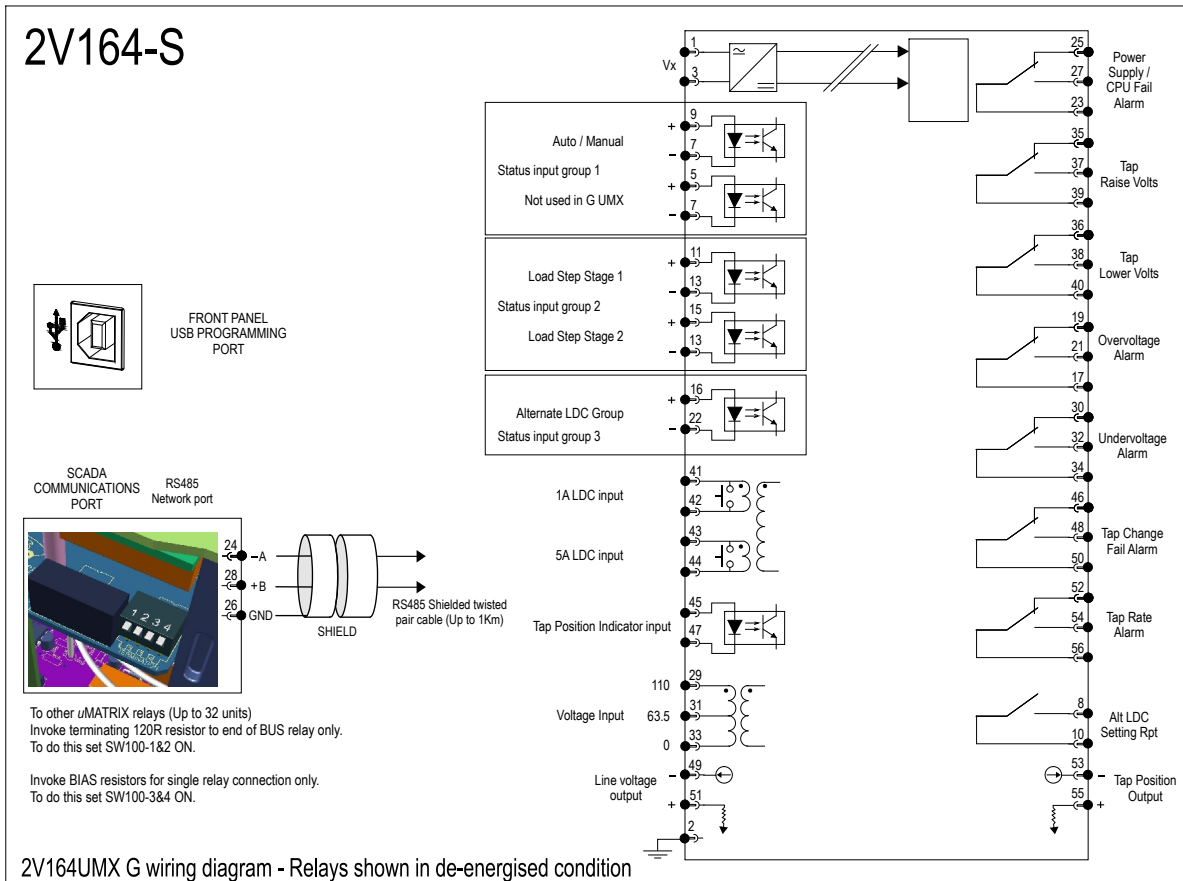 2V164-S
1
Vx
3
9
+
Auto / Manual
7
−
Status input group 1
5
+
Not used in G UMX
7
−
11
+
Load Step Stage 1
13
−
Status input group 2
15
+
Load Step Stage 2
13
−
16
+
Alternate LDC Group
22
−
Status input group 3
41
1A LDC input
42
43
5A LDC input
44
45
Tap Position Indicator input
47
29
110
31
Voltage Input 63.5
33
0
49
−
Line voltage
output
51
+
2
25
27
23
Power
Supply /
CPU Fail
Alarm
35
37
39
Tap
Raise Volts
36
38
40
Tap
Lower Volts
19
21
17
Overvoltage
Alarm
30
32
34
Undervoltage
Alarm
46
48
50
Tap Change
Fail Alarm
52
54
56
Tap Rate
Alarm
8
10
Alt LDC
Setting Rpt
53
−
55
+
Tap Position
Output
FRONT PANEL
USB PROGRAMMING
PORT
SCADA
COMMUNICATIONS
PORT
RS485
Network port
1 2 3 4
24
−A
28
+B
26
GND
SHIELD
RS485 Shielded twisted
pair cable (Up to 1Km)
To other uMATRIX relays (Up to 32 units)
Invoke terminating 120R resistor to end of BUS relay only.
To do this set SW100-1&2 ON.
Invoke BIAS resistors for single relay connection only.
To do this set SW100-3&4 ON.
2V164UMX G wiring diagram - Relays shown in de-energised condition